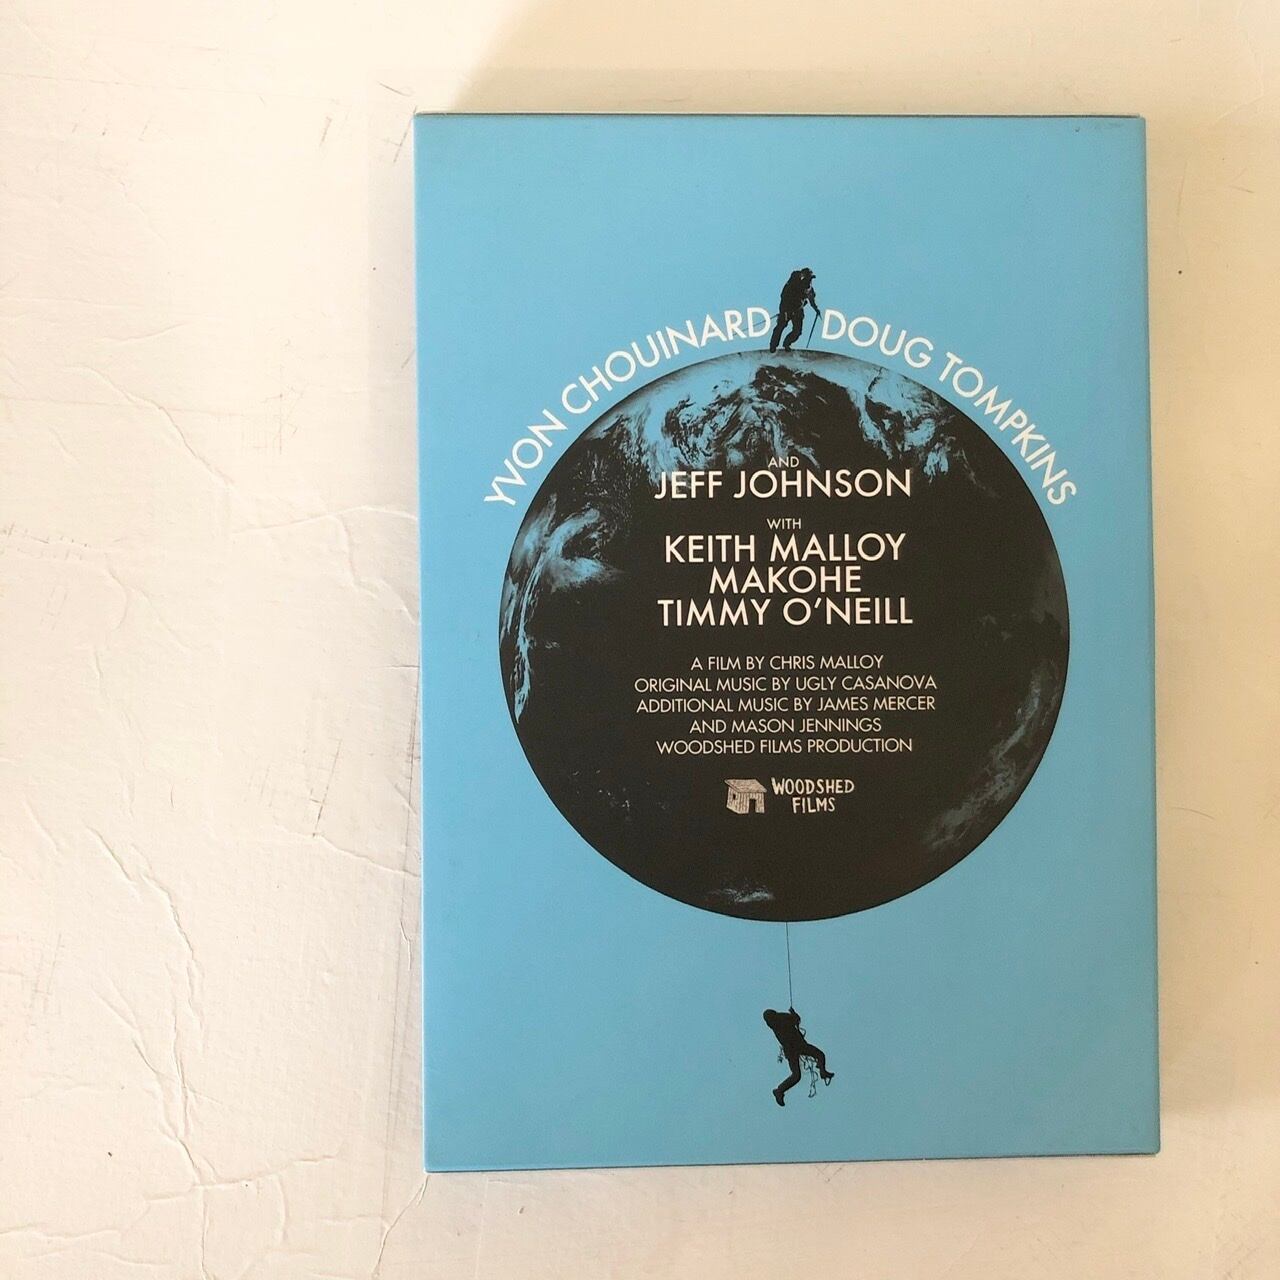 YVON CHOUINARD DOUG TOMPKINS
AND
JEFF JOHNSON
WITH
KEITH MALLOY
MAKOHE
TIMMY O'NEILL
A FILM BY CHRIS MALLOY
ORIGINAL MUSIC BY UGLY CASANOVA
ADDITIONAL MUSIC BY JAMES MERCER
AND MASON JENNINGS
WOODSHED FILMS PRODUCTION
WOODSHED
FILMS